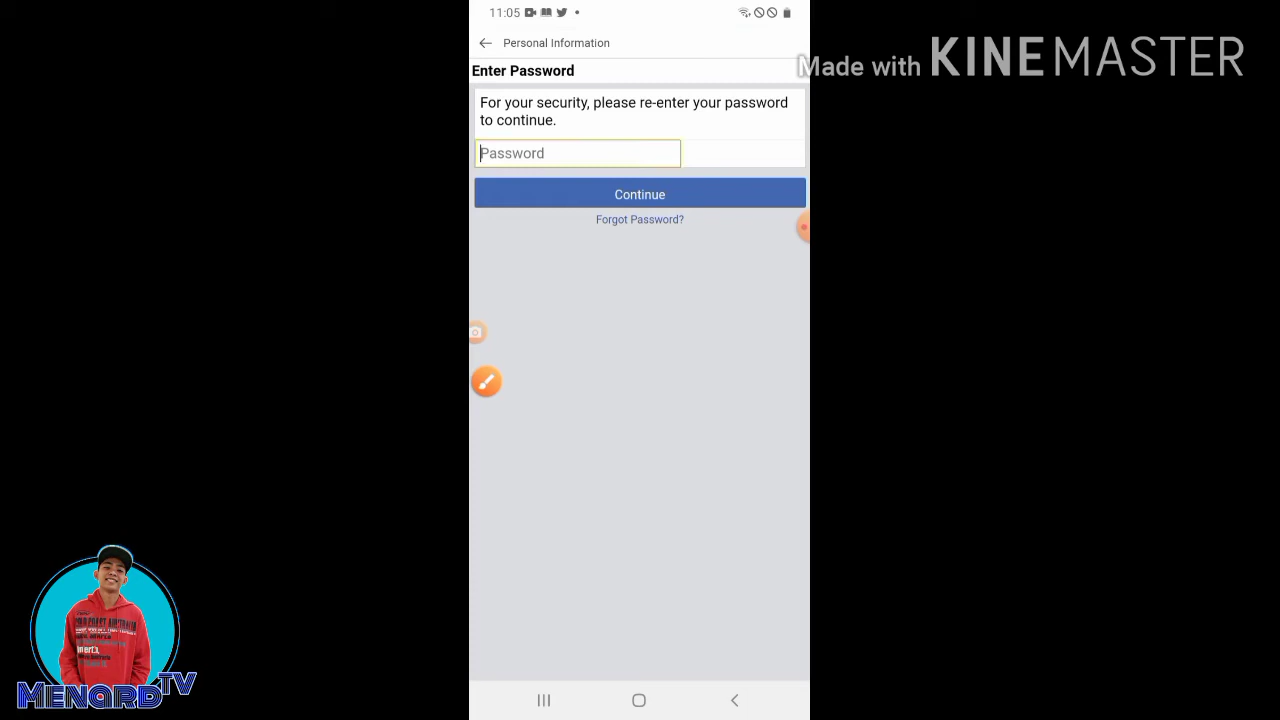 11:05
Personal Information
Made with KINEMASTER
Enter Password
For your security, please re-enter your password
to continue.
Password
Continue
Forgot Password?
MENARD TV